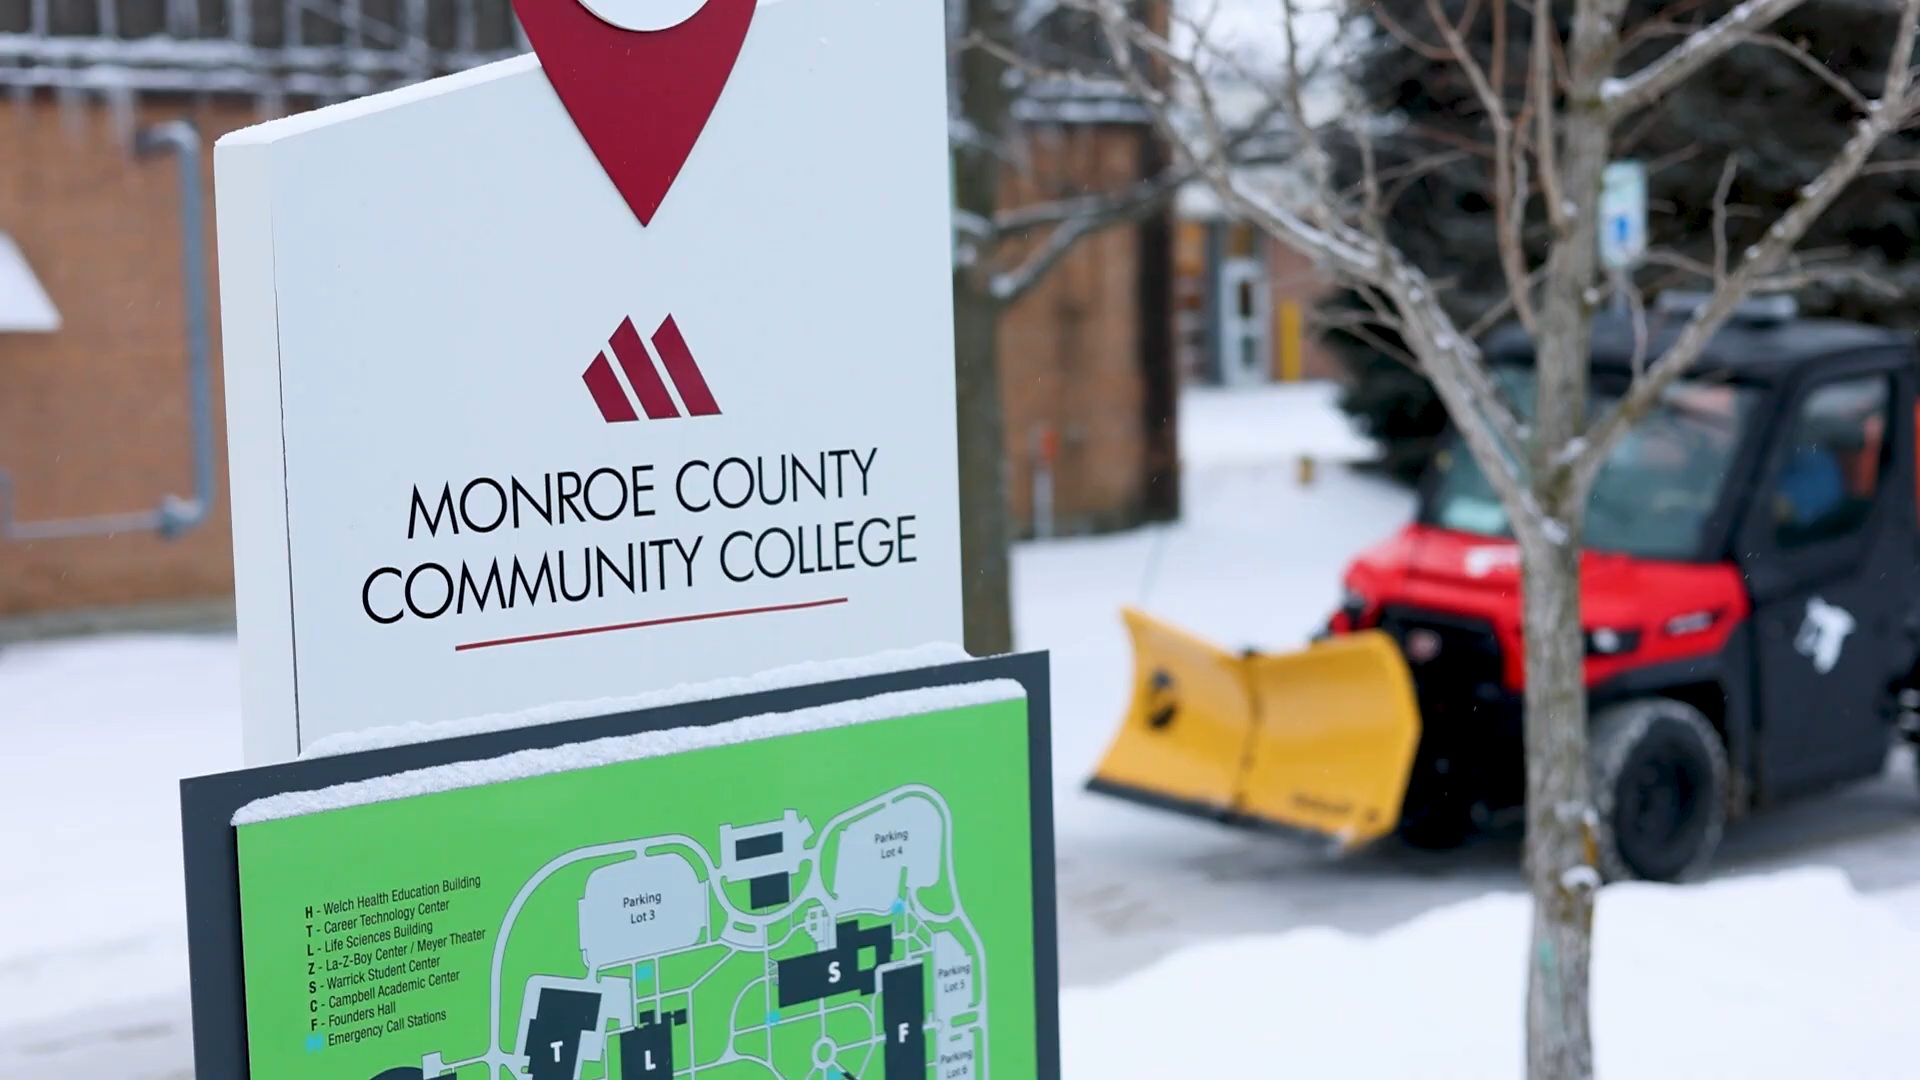 MONROE COUNTY
COMMUNITY COLLEGE
H - Welch Health Education Building
T - Career Technology Center
L - Life Sciences Building
Z - La-Z-Boy Center / Meyer Theater
S - Warrick Student Center
C - Campbell Academic Center
F - Founders Hall
Emergency Call Stations
Parking
Lot 3
Parking
Lot 4
S
Parking
Lot 5
F
T
L
Parking
Lot 6